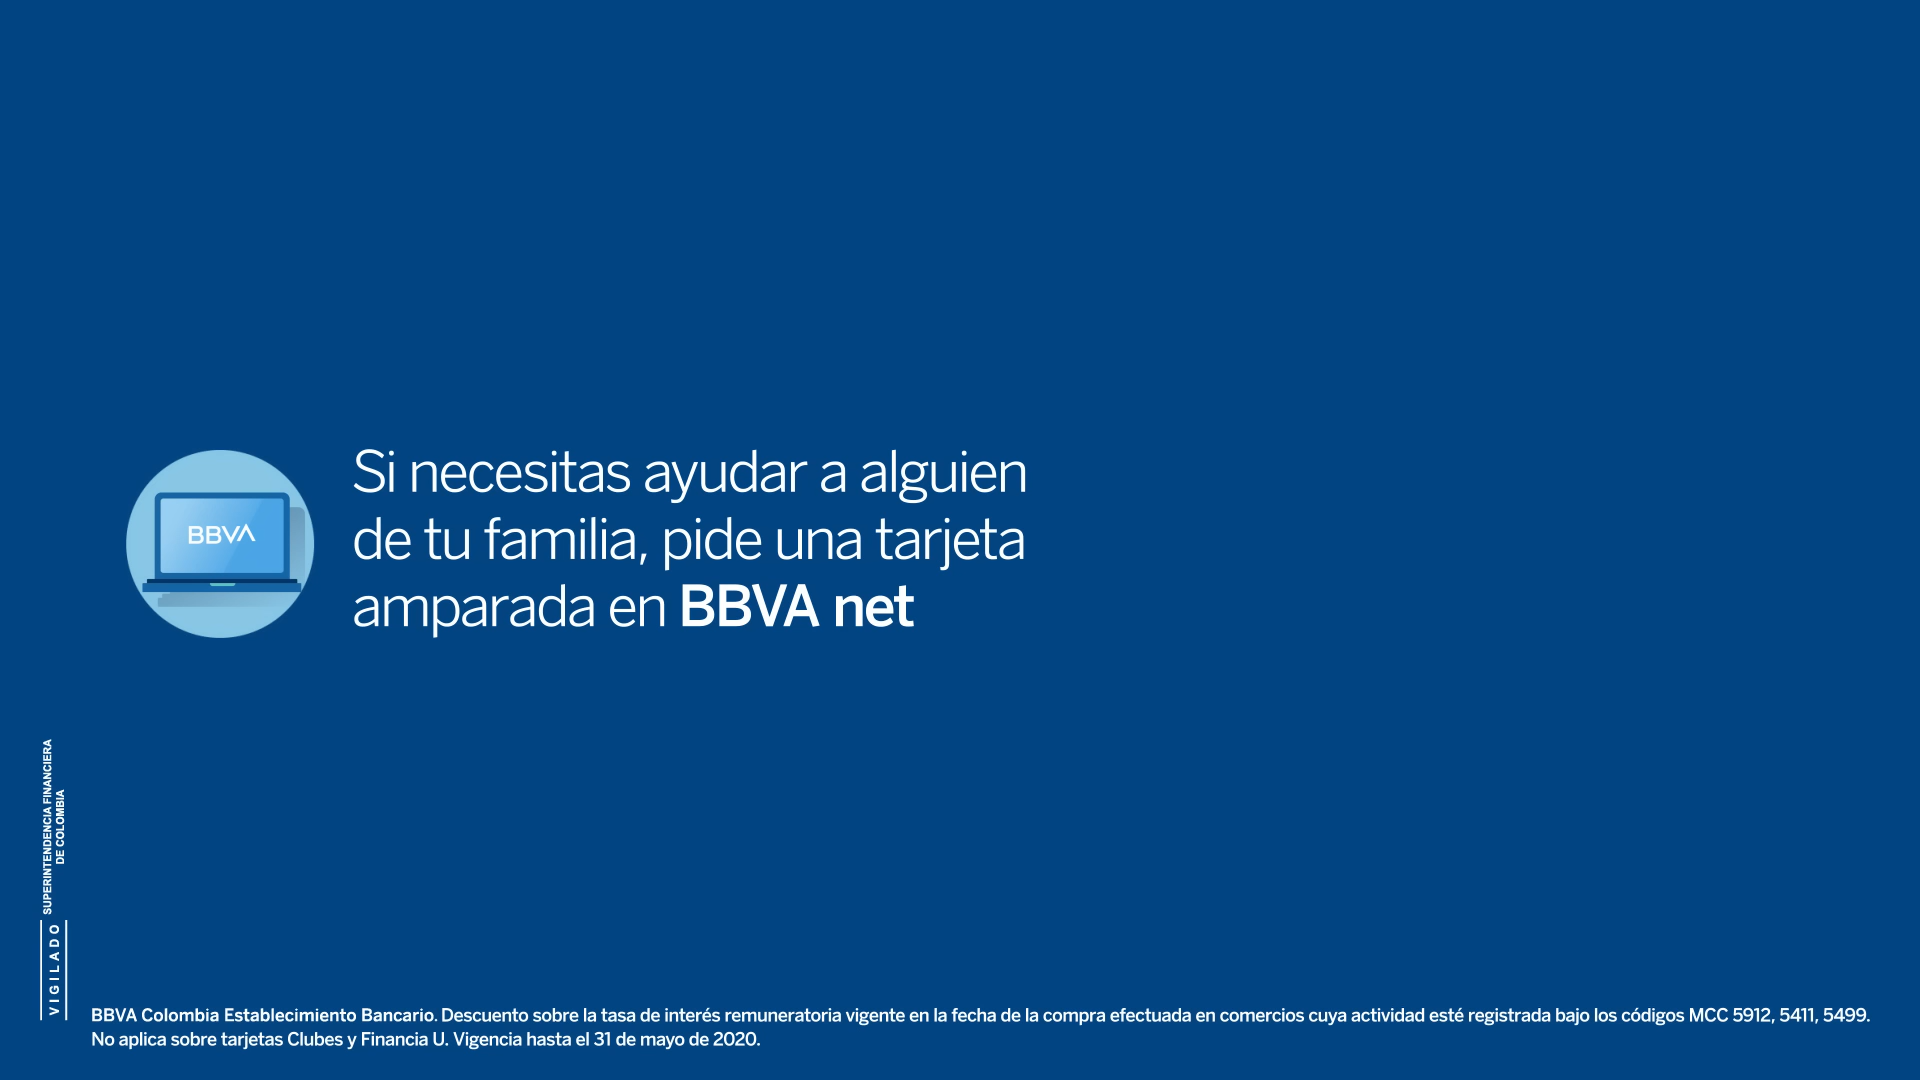 Si necesitas ayudar a alguien
de tu familia, pide una tarjeta
amparada en BBVA net
BBVA
SUPERINTENDENCIA FINANCIERA
DE COLOMBIA
VIGILADO
BBVA Colombia Establecimiento Bancario. Descuento sobre la tasa de interés remuneratoria vigente en la fecha de la compra efectuada en comercios cuya actividad esté registrada bajo los códigos MCC 5912, 5411, 5499.
No aplica sobre tarjetas Clubes y Financia U. Vigencia hasta el 31 de mayo de 2020.